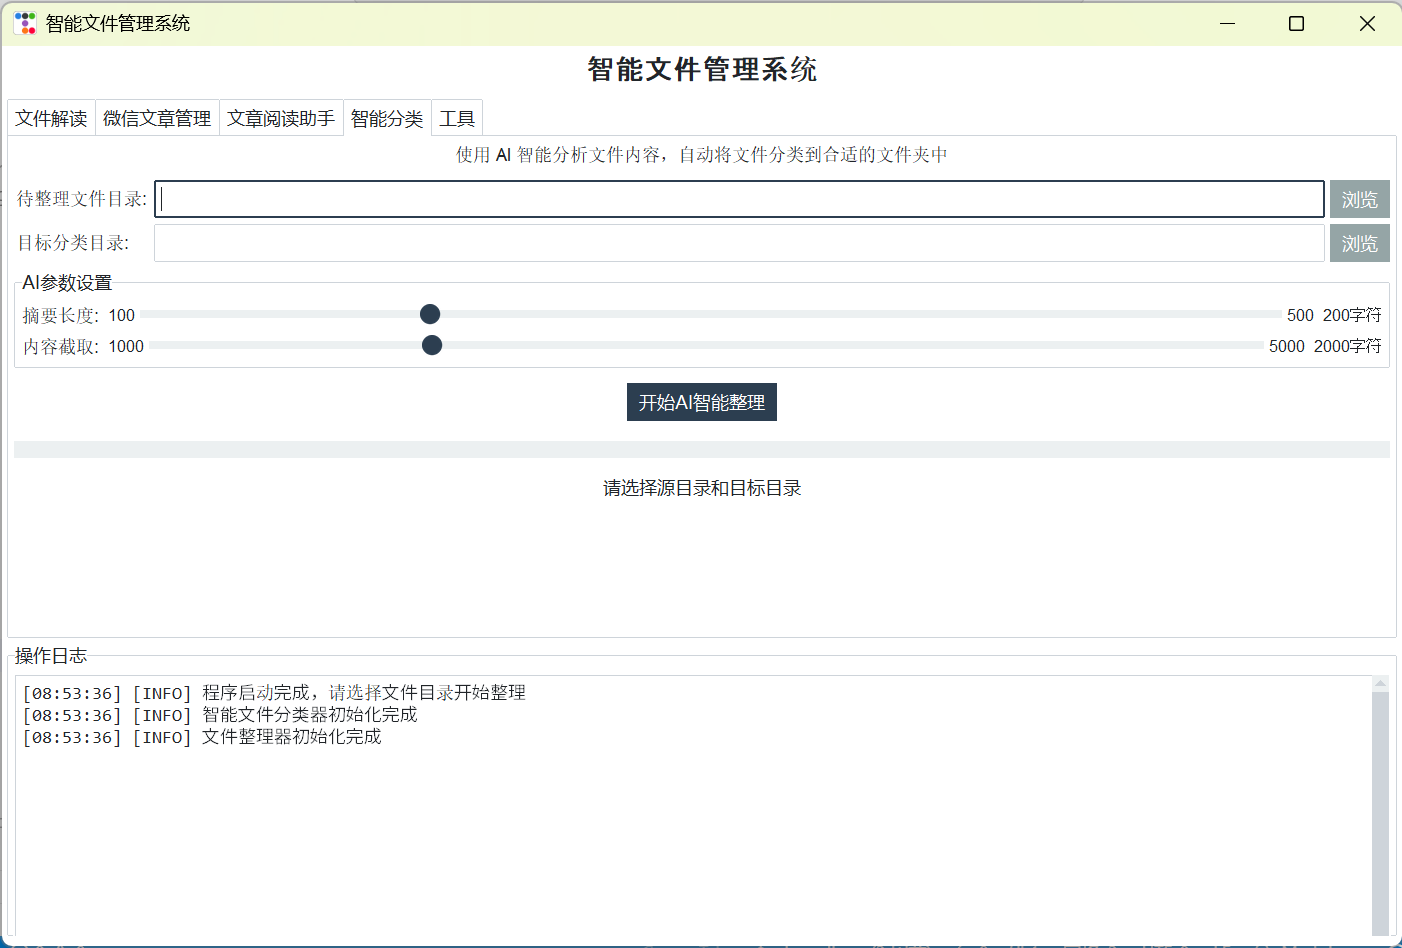 智能文件管理系统
智能文件管理系统
文件解读 微信文章管理 文章阅读助手 智能分类 工具
使用 AI 智能分析文件内容，自动将文件分类到合适的文件夹中
待整理文件目录: 浏览
目标分类目录: 浏览
AI参数设置
摘要长度: 100 500 200字符
内容截取: 1000 5000 2000字符
开始AI智能整理
请选择源目录和目标目录
操作日志
[08:53:36] [INFO] 程序启动完成，请选择文件目录开始整理
[08:53:36] [INFO] 智能文件分类器初始化完成
[08:53:36] [INFO] 文件整理器初始化完成